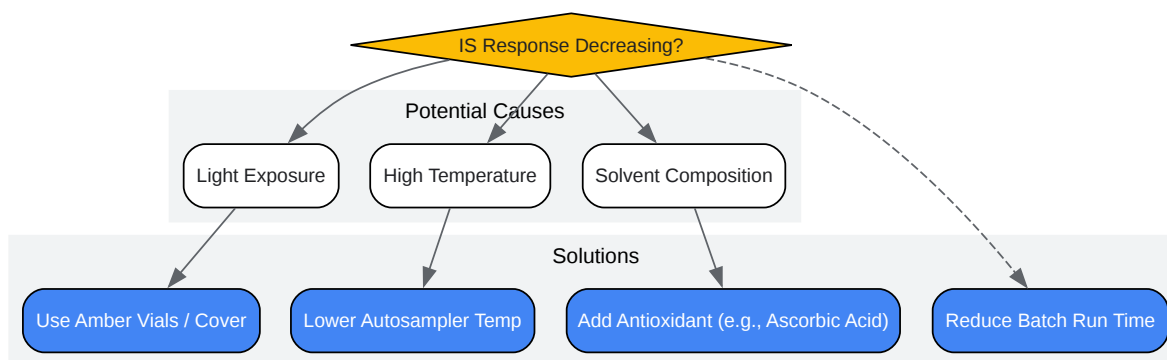 IS Response Decreasing?
Potential Causes
Light Exposure
High Temperature
Solvent Composition
Solutions
Use Amber Vials / Cover
Lower Autosampler Temp
Add Antioxidant (e.g., Ascorbic Acid)
Reduce Batch Run Time